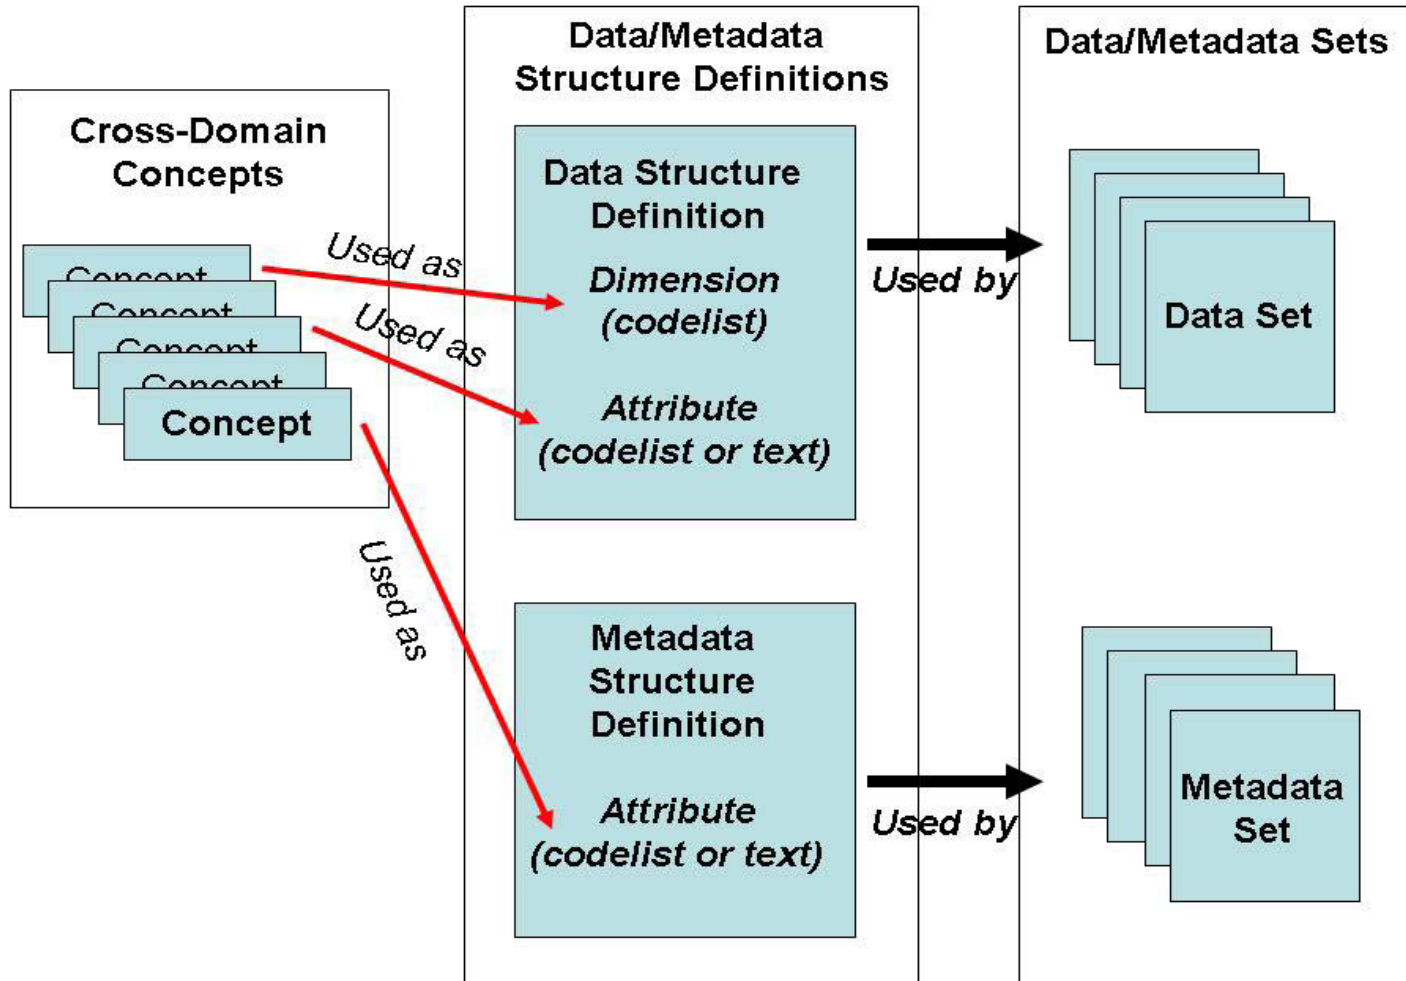 Cross-Domain
Concepts
Concept
Concept
Concept
Concept
Concept
Used as
Used as
Used as
Data/Metadata
Structure Definitions
Data Structure
Definition
Dimension
(codelist)
Attribute
(codelist or text)
Metadata
Structure
Definition
Attribute
(codelist or text)
Used by
Used by
Data/Metadata Sets
Data Set
Metadata
Set